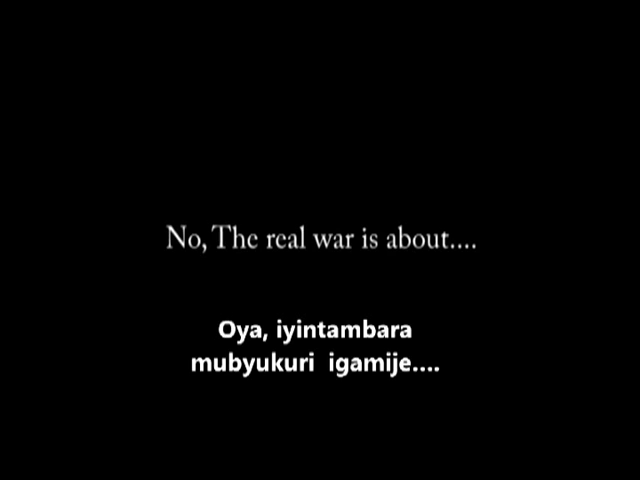 No, The real war is about....
Oya, iyintambara
mubyukuri igamije....